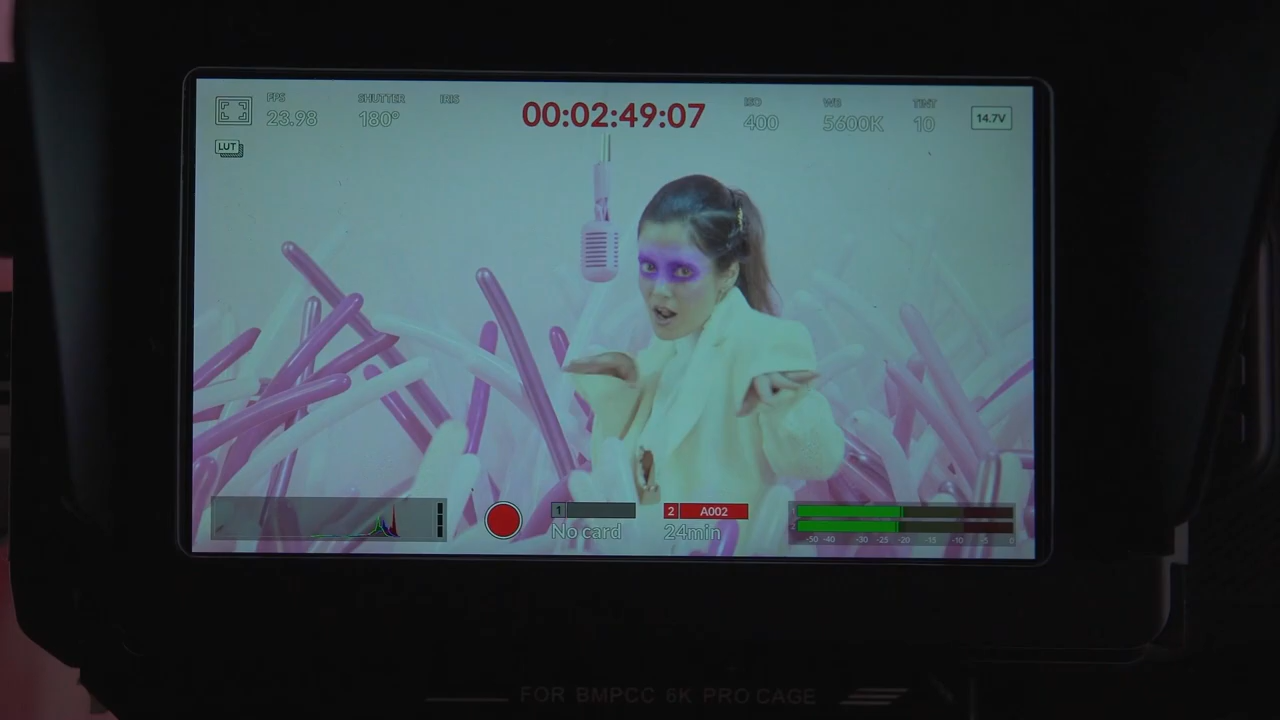 FPS
23.98
SHUTTER
180°
IRIS
00:02:49:07
ISO
400
WB
5600K
TINT
10
14.7V
LUT
1
No card
2 A002
24min
-50 -40 -30 -25 -20 -15 -10 -5 0
FOR BMPCC 6K PRO CAGE